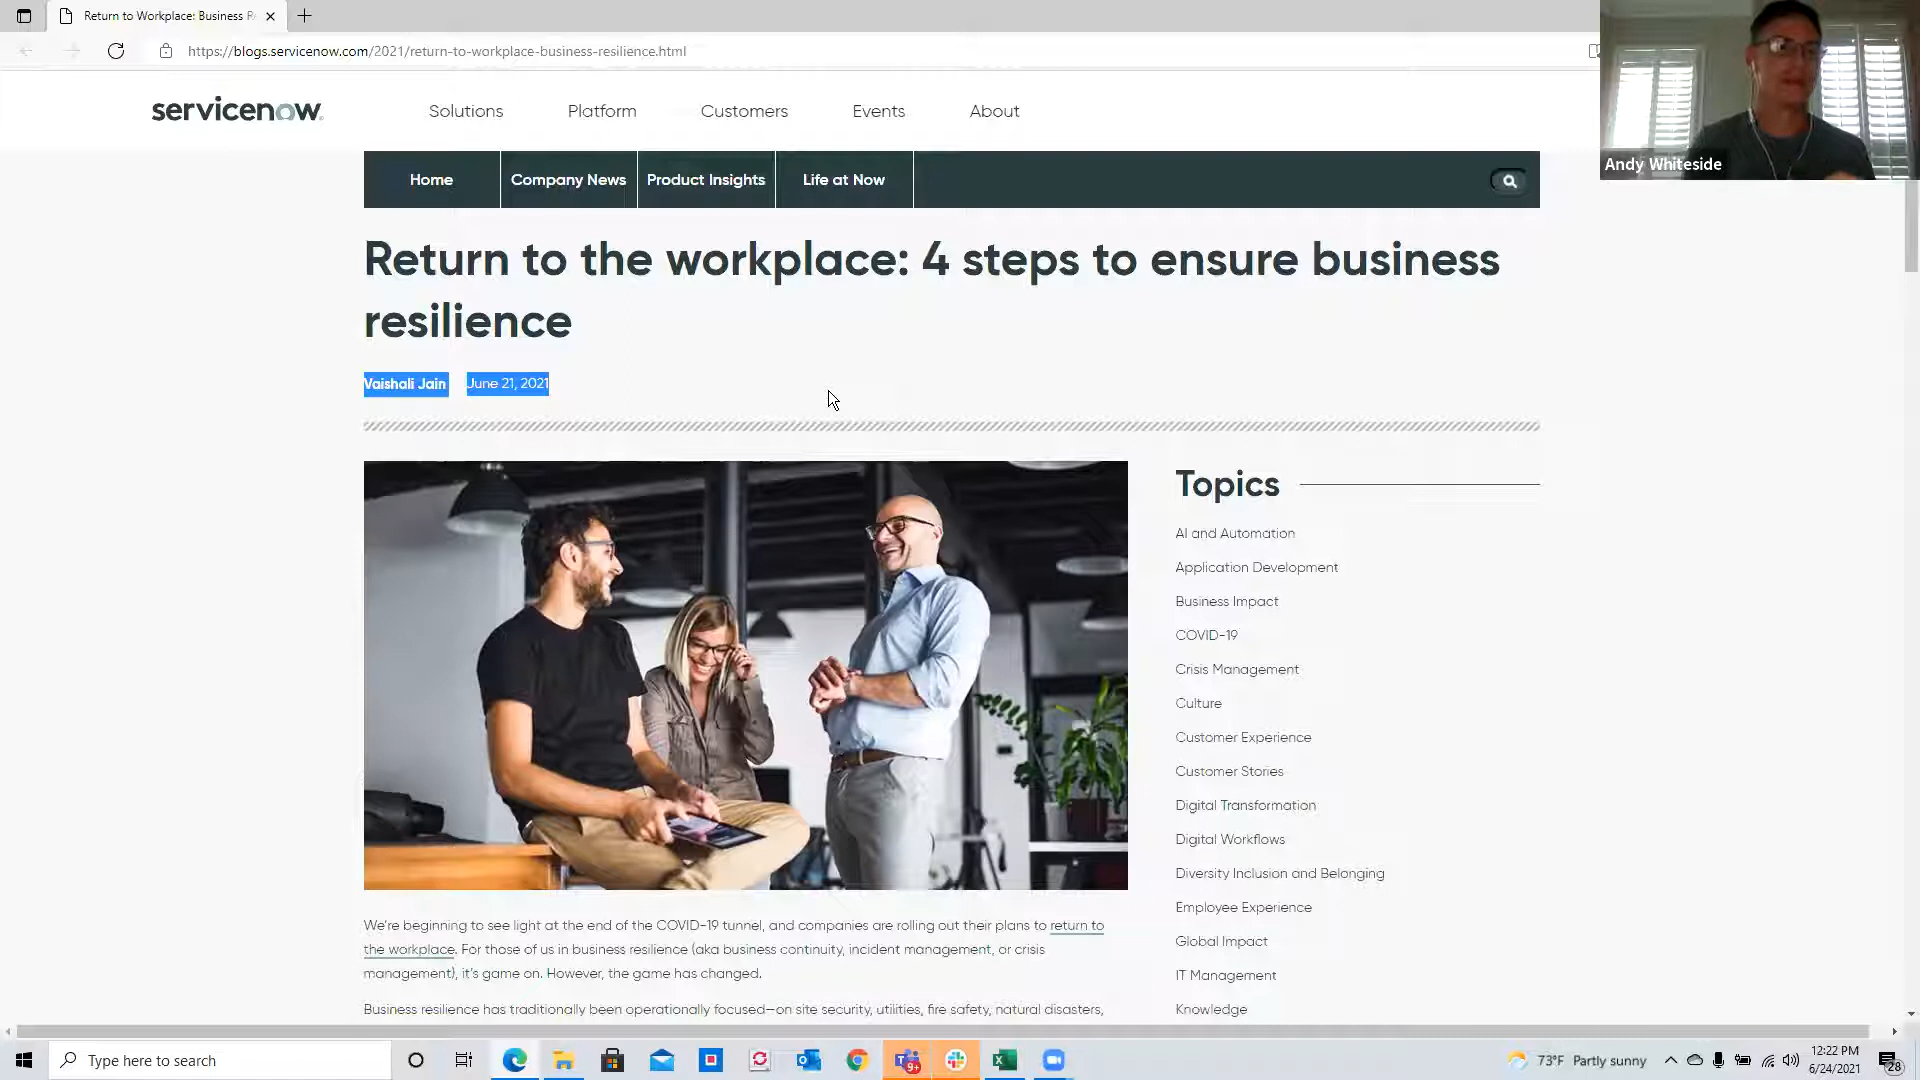 Return to Workplace: Business R
https://blogs.servicenow.com/2021/return-to-workplace-business-resilience.html
servicenow
Solutions
Platform
Customers
Events
About
Andy Whiteside
Home
Company News
Product Insights
Life at Now
Return to the workplace: 4 steps to ensure business
resilience
Vaishali Jain
June 21, 2021
Topics
AI and Automation
Application Development
Business Impact
COVID-19
Crisis Management
Culture
Customer Experience
Customer Stories
Digital Transformation
Digital Workflows
Diversity Inclusion and Belonging
Employee Experience
Global Impact
IT Management
Knowledge
We're beginning to see light at the end of the COVID-19 tunnel, and companies are rolling out their plans to return to
the workplace. For those of us in business resilience (aka business continuity, incident management, or crisis
management), it's game on. However, the game has changed.
Business resilience has traditionally been operationally focused—on site security, utilities, fire safety, natural disasters,
Type here to search
9+
73°F Partly sunny
12:22 PM
6/24/2021
28